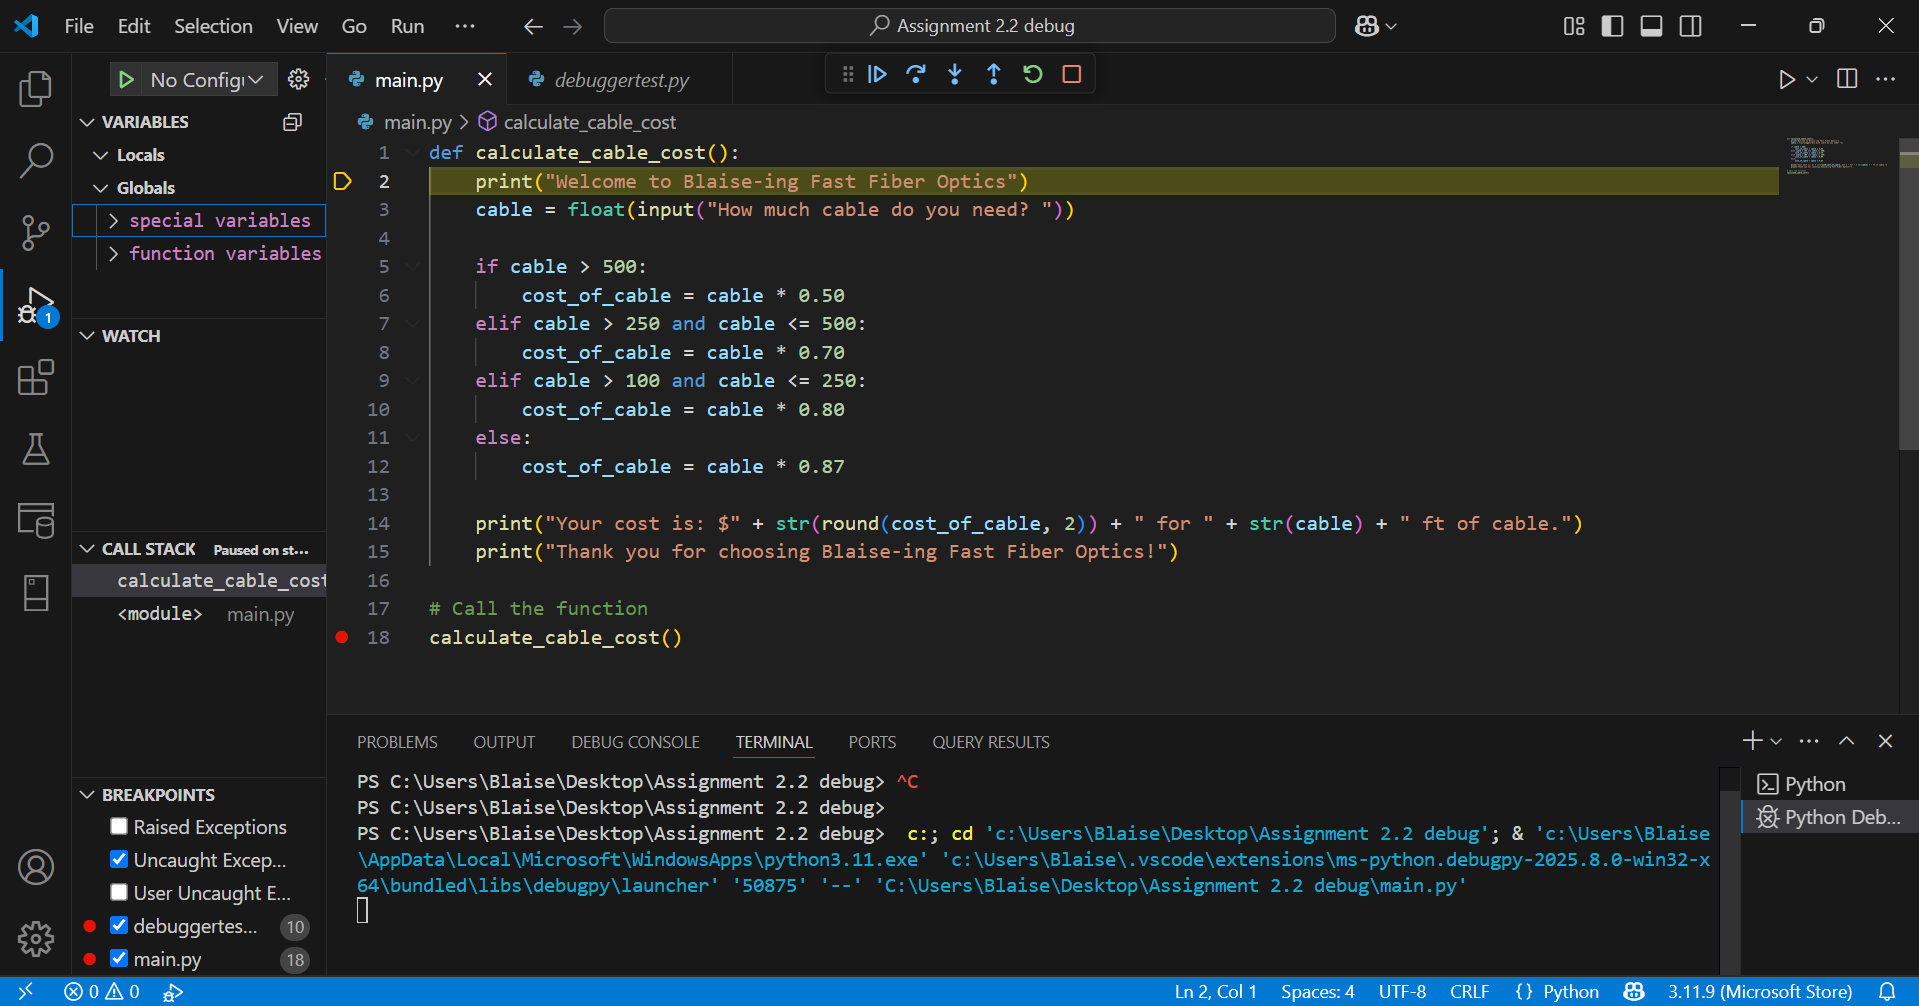 File Edit Selection View Go Run ··· Assignment 2.2 debug
No Config
main.py debuggertest.py
VARIABLES
Locals
Globals
special variables
function variables
WATCH
CALL STACK Paused on st...
calculate_cable_cost
<module> main.py
BREAKPOINTS
Raised Exceptions
Uncaught Excep...
User Uncaught E...
debuggertes... 10
main.py 18
1
main.py > calculate_cable_cost
1 def calculate_cable_cost():
2 print("Welcome to Blaise-ing Fast Fiber Optics")
3 cable = float(input("How much cable do you need? "))
4
5 if cable > 500:
6 cost_of_cable = cable * 0.50
7 elif cable > 250 and cable <= 500:
8 cost_of_cable = cable * 0.70
9 elif cable > 100 and cable <= 250:
10 cost_of_cable = cable * 0.80
11 else:
12 cost_of_cable = cable * 0.87
13
14 print("Your cost is: $" + str(round(cost_of_cable, 2)) + " for " + str(cable) + " ft of cable.")
15 print("Thank you for choosing Blaise-ing Fast Fiber Optics!")
16
17 # Call the function
18 calculate_cable_cost()
PROBLEMS OUTPUT DEBUG CONSOLE TERMINAL PORTS QUERY RESULTS
PS C:\Users\Blaise\Desktop\Assignment 2.2 debug> ^C
PS C:\Users\Blaise\Desktop\Assignment 2.2 debug>
PS C:\Users\Blaise\Desktop\Assignment 2.2 debug> c:; cd 'c:\Users\Blaise\Desktop\Assignment 2.2 debug'; & 'c:\Users\Blaise
\AppData\Local\Microsoft\WindowsApps\python3.11.exe' 'c:\Users\Blaise\.vscode\extensions\ms-python.debugpy-2025.8.0-win32-x
64\bundled\libs\debugpy\launcher' '50875' '--' 'C:\Users\Blaise\Desktop\Assignment 2.2 debug\main.py'
Python
Python Deb...
0 0 Ln 2, Col 1 Spaces: 4 UTF-8 CRLF {} Python 3.11.9 (Microsoft Store)